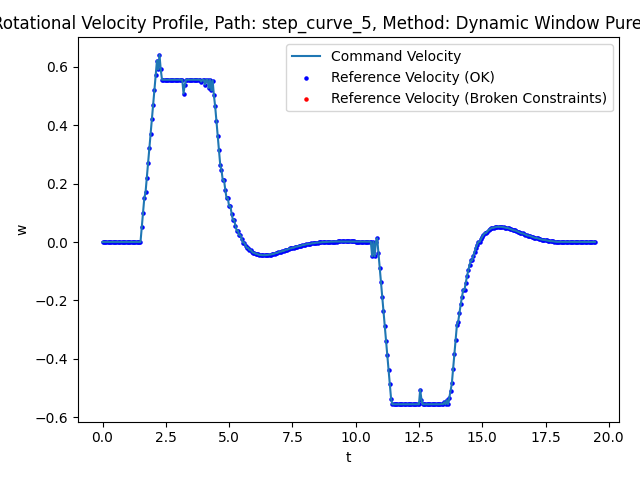 Rotational Velocity Profile, Path: step_curve_5, Method: Dynamic Window Pure
Command Velocity
Reference Velocity (OK)
Reference Velocity (Broken Constraints)
w
0.6
0.4
0.2
0.0
−0.2
−0.4
−0.6
0.0 2.5 5.0 7.5 10.0 12.5 15.0 17.5 20.0
t